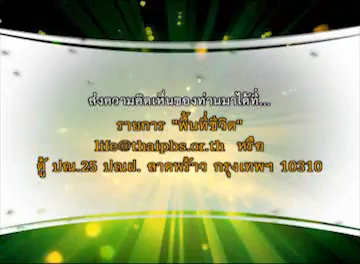 ส่งความคิดเห็นของท่านมาได้ที่...
รายการ "พื้นที่ชีวิต"
life@thaipbs.or.th หรือ
ตู้ ปณ.25 ปณฝ. ลาดพร้าว กรุงเทพฯ 10310